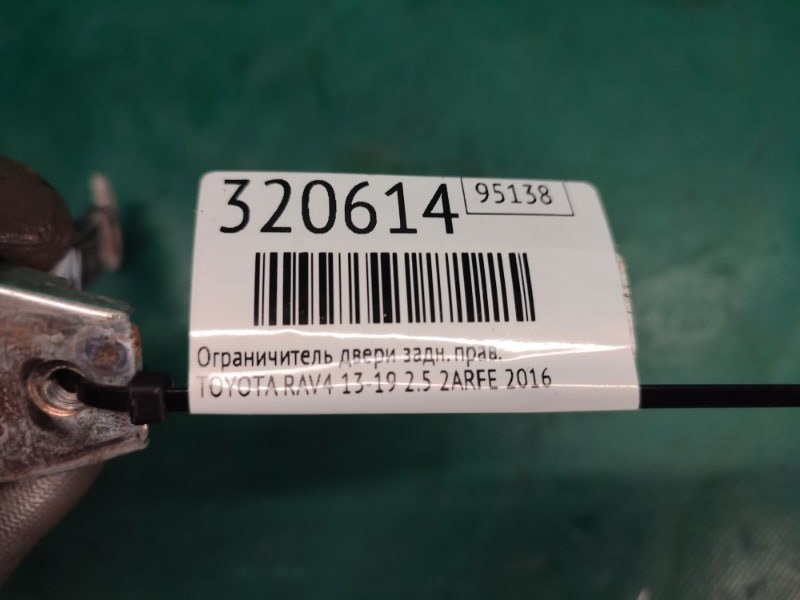 320614 95138
Ограничитель двери задн. прав.
TOYOTA RAV4 13-19 2.5 2ARFE 2016